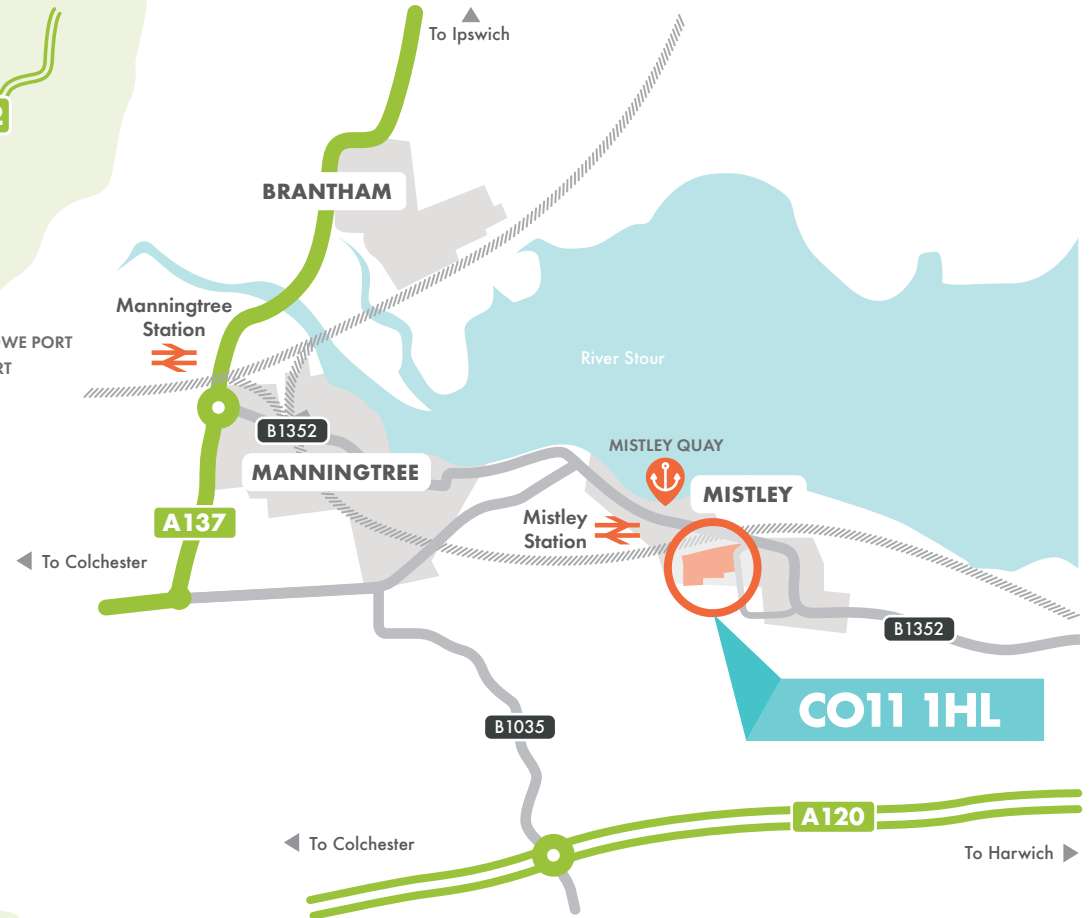 To Ipswich
2
BRANTHAM
Manningtree
Station
WE PORT
RT
River Stour
B1352
MISTLEY QUAY
MANNINGTREE
MISTLEY
A137
Mistley
Station
To Colchester
B1352
CO11 1HL
B1035
A120
To Colchester
To Harwich